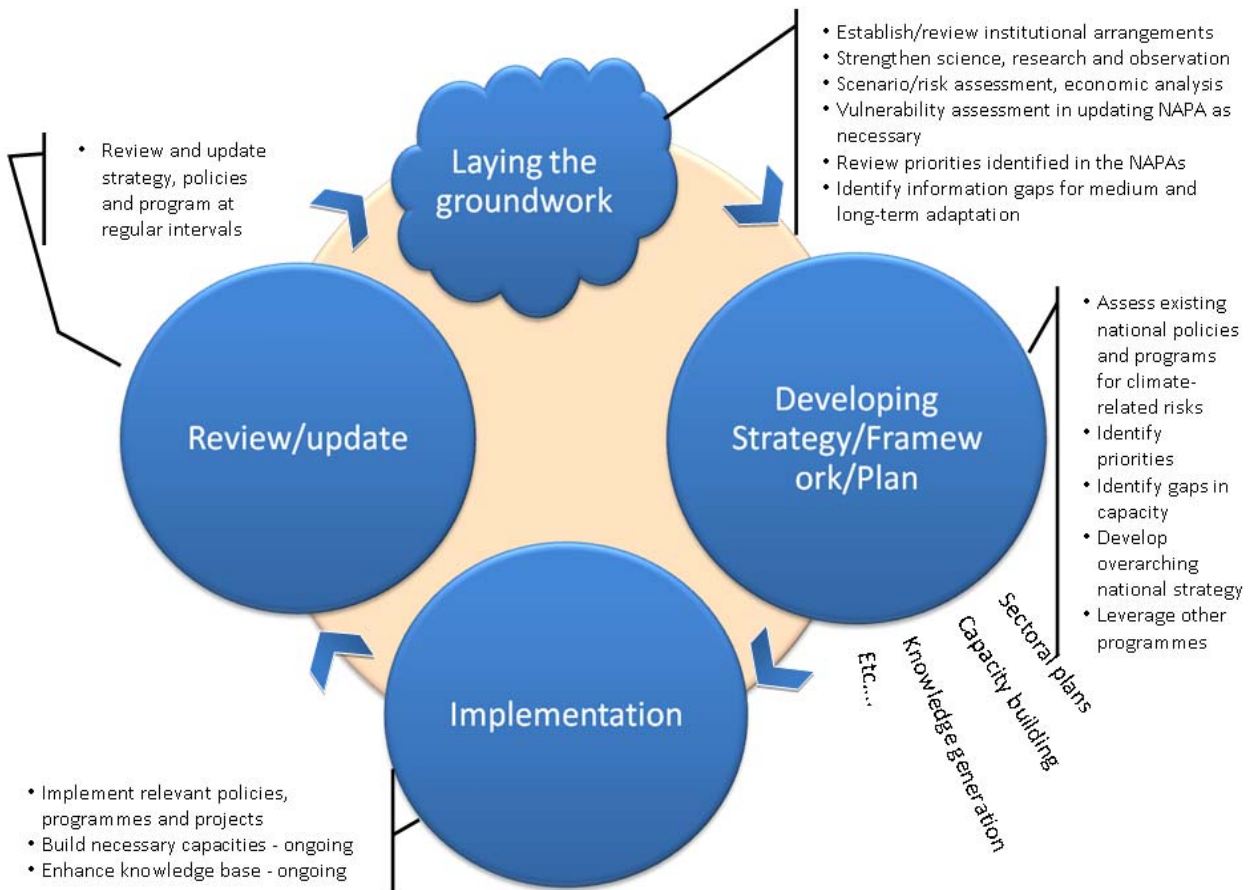 • Establish/review institutional arrangements
• Strengthen science, research and observation
• Scenario/risk assessment, economic analysis
• Vulnerability assessment in updating NAPA as
necessary
• Review priorities identified in the NAPAs
• Identify information gaps for medium and
long-term adaptation
Laying the
groundwork
• Review and update
strategy, policies
and program at
regular intervals
• Assess existing
national policies
and programs
for climate-
related risks
• Identify
priorities
• Identify gaps in
capacity
• Develop
overarching
national strategy
• Leverage other
programmes
Developing
Strategy/Framew
ork/Plan
Review/update
Sectoral plans
Capacity building
Knowledge generation
Etc....
Implementation
• Implement relevant policies,
programmes and projects
• Build necessary capacities - ongoing
• Enhance knowledge base - ongoing